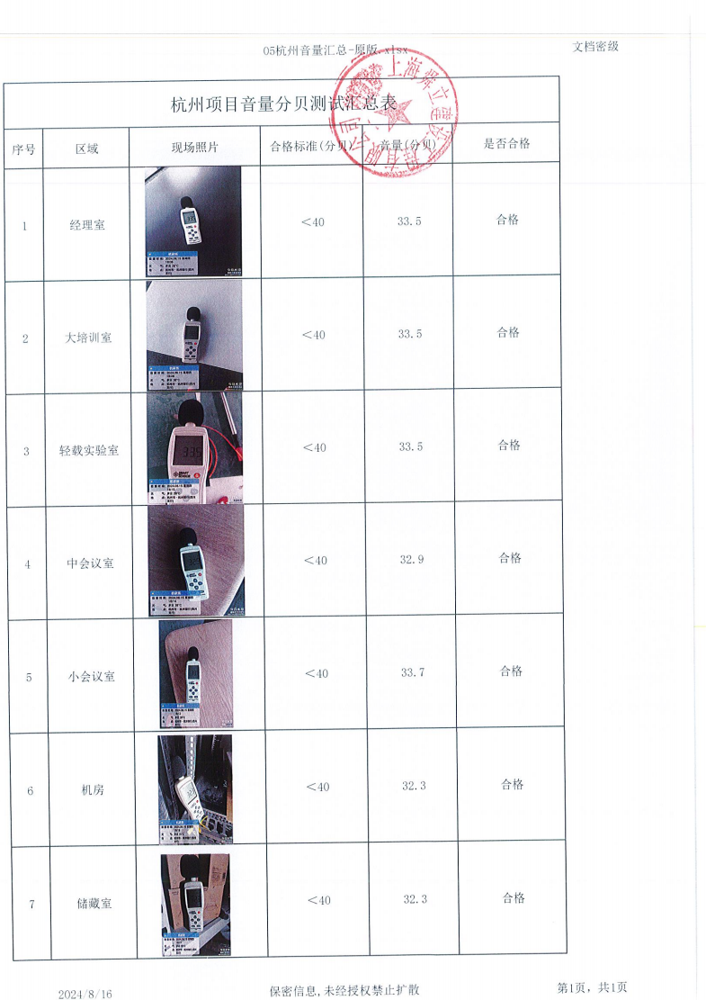 05杭州音量汇总-原版.xlsx 文档密级
杭州项目音量分贝测试汇总表
序号 区域 现场照片 合格标准(分贝) 音量(分贝) 是否合格
1 经理室 <40 33.5 合格
2 大培训室 <40 33.5 合格
3 轻载实验室 33.5 <40 33.5 合格
4 中会议室 <40 32.9 合格
5 小会议室 <40 33.7 合格
6 机房 <40 32.3 合格
7 储藏室 <40 32.3 合格
2024/8/16 保密信息,未经授权禁止扩散 第1页，共1页